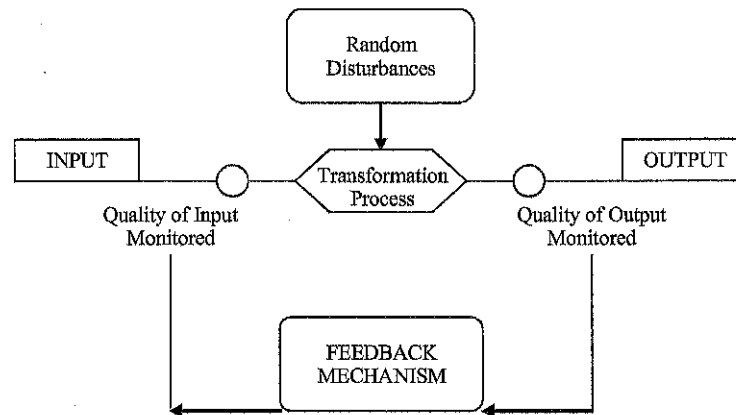 Random
Disturbances
INPUT
Transformation
Process
OUTPUT
Quality of Input
Monitored
Quality of Output
Monitored
FEEDBACK
MECHANISM